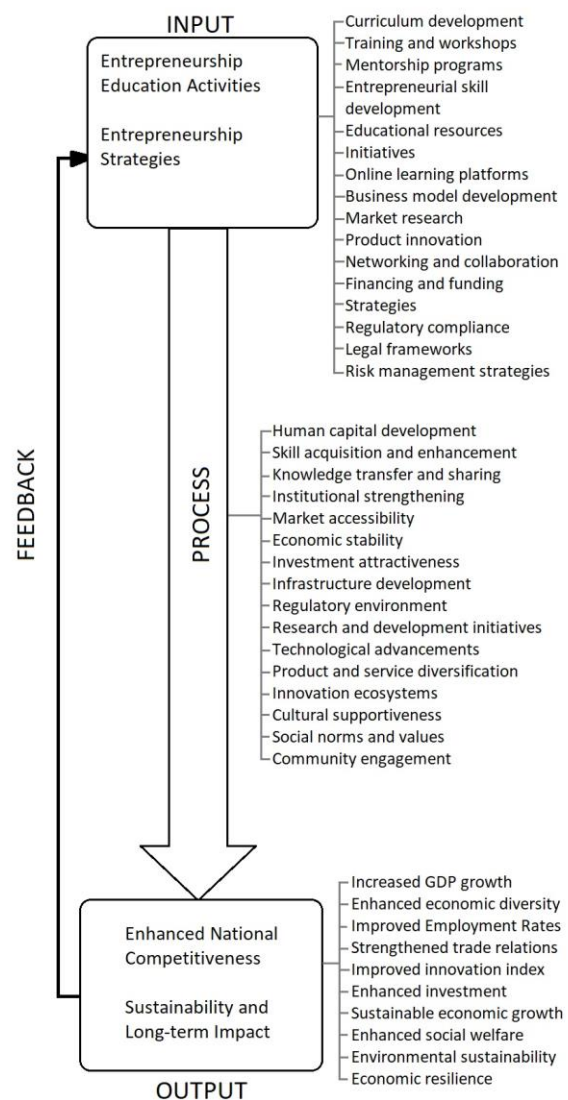 INPUT
Entrepreneurship
Education Activities
Entrepreneurship
Strategies
Curriculum development
Training and workshops
Mentorship programs
Entrepreneurial skill
development
Educational resources
Initiatives
Online learning platforms
Business model development
Market research
Product innovation
Networking and collaboration
Financing and funding
Strategies
Regulatory compliance
Legal frameworks
Risk management strategies
FEEDBACK
PROCESS
Human capital development
Skill acquisition and enhancement
Knowledge transfer and sharing
Institutional strengthening
Market accessibility
Economic stability
Investment attractiveness
Infrastructure development
Regulatory environment
Research and development initiatives
Technological advancements
Product and service diversification
Innovation ecosystems
Cultural supportiveness
Social norms and values
Community engagement
Enhanced National
Competitiveness
Sustainability and
Long-term Impact
OUTPUT
Increased GDP growth
Enhanced economic diversity
Improved Employment Rates
Strengthened trade relations
Improved innovation index
Enhanced investment
Sustainable economic growth
Enhanced social welfare
Environmental sustainability
Economic resilience